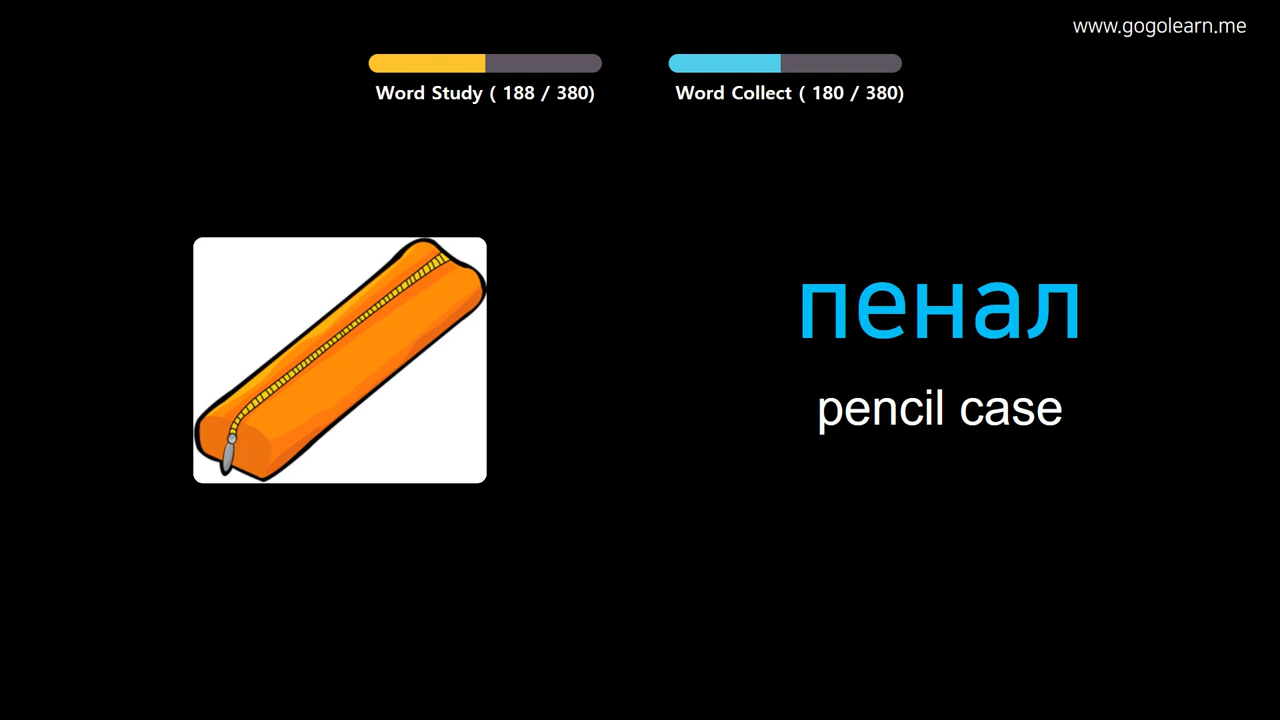 www.gogolearn.me
Word Study ( 188 / 380)
Word Collect ( 180 / 380)
пенал
pencil case